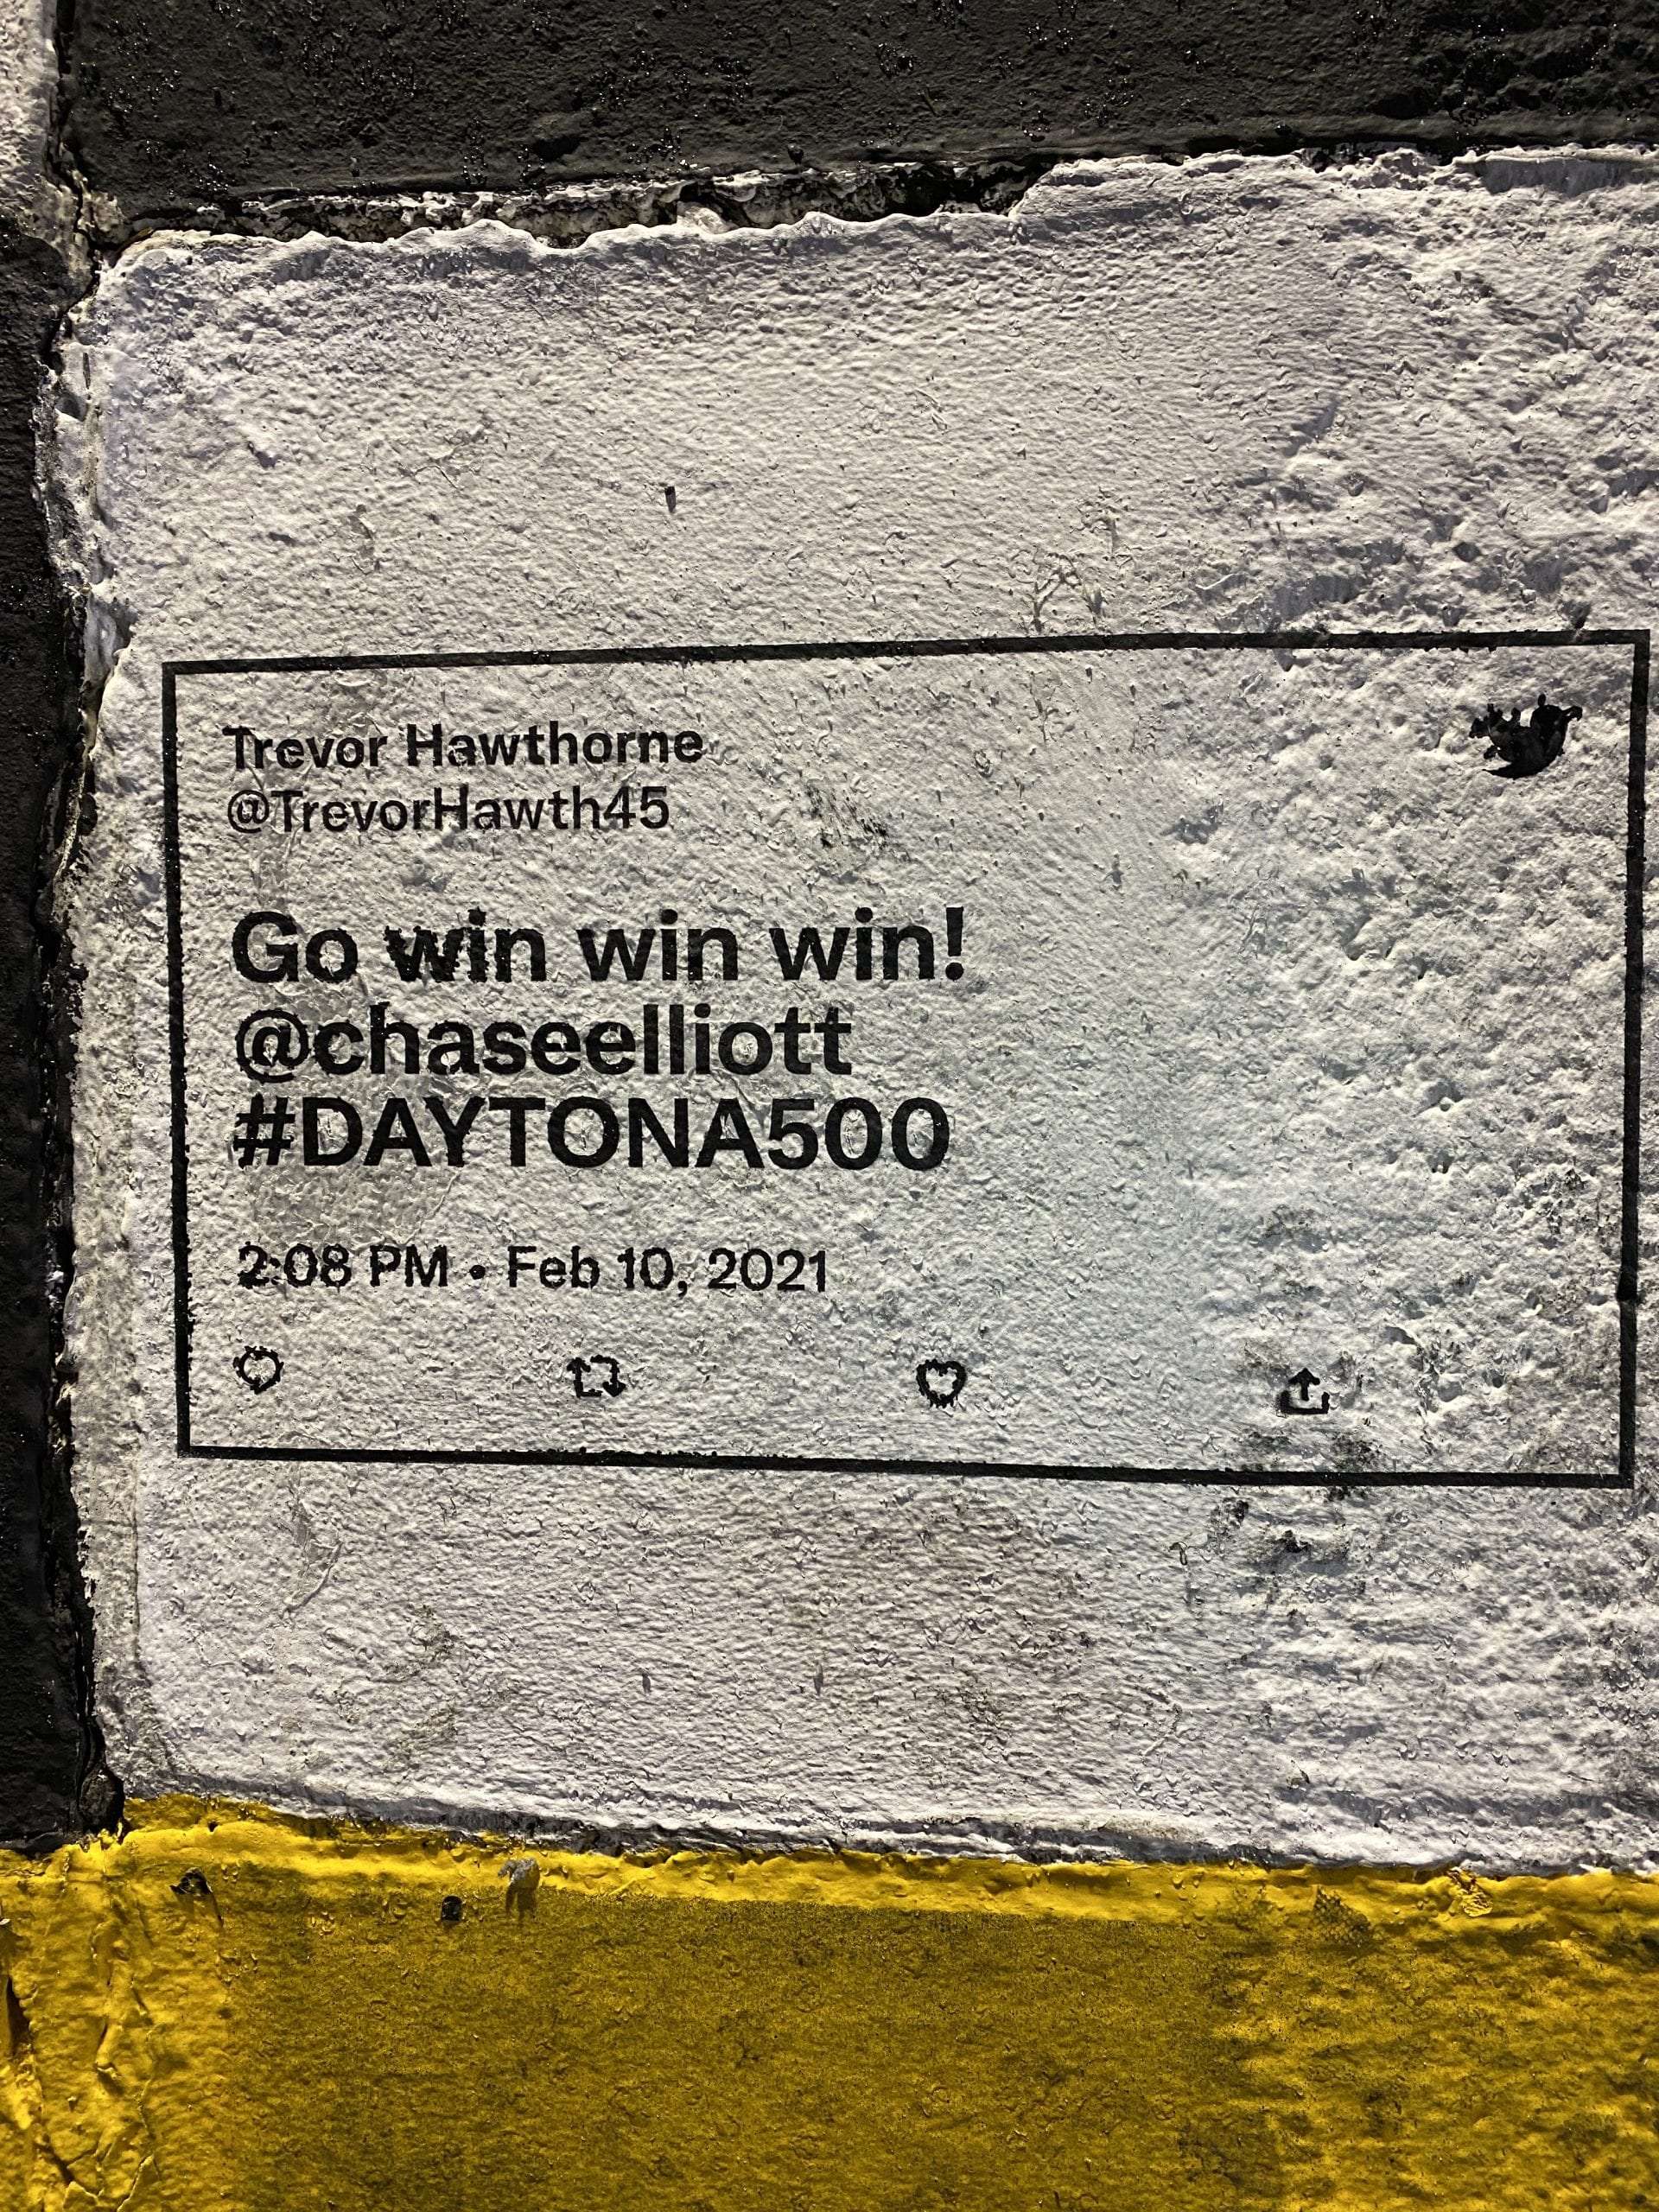 Trevor Hawthorne
@TrevorHawth45
Go win win win!
@chaseelliott
#DAYTONA500
2:08 PM • Feb 10, 2021